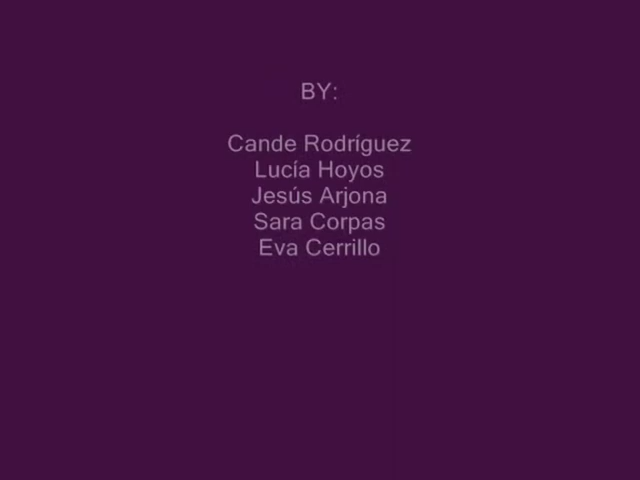 BY:
Cande Rodríguez
Lucía Hoyos
Jesús Arjona
Sara Corpas
Eva Cerrillo